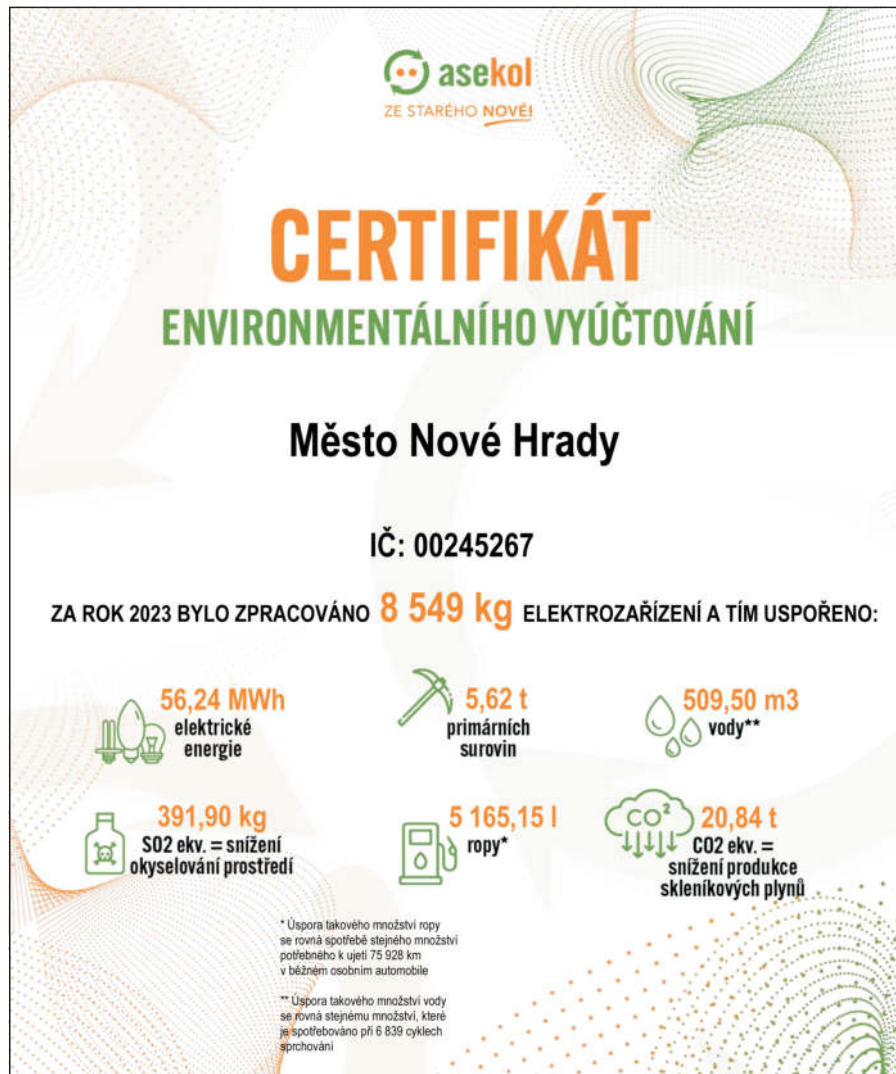 asekol
ZE STARÉHO NOVÉ!
CERTIFIKÁT
ENVIRONMENTÁLNÍHO VYÚČTOVÁNÍ
Město Nové Hrady
IČ: 00245267
ZA ROK 2023 BYLO ZPRACOVÁNO 8 549 kg ELEKTROZAŘÍZENÍ A TÍM USPOŘENO:
56,24 MWh
elektrické
energie
5,62 t
primárních
surovin
509,50 m3
vody**
391,90 kg
SO2 ekv. = snížení
okyselování prostředí
5 165,15 l
ropy*
CO2
20,84 t
CO2 ekv. =
snížení produkce
skleníkových plynů
* Úspora takového množství ropy
se rovná spotřebě stejného množství
potřebného k ujetí 75 928 km
v běžném osobním automobile
** Úspora takového množství vody
se rovná stejnému množství, které
je spotřebováno při 6 839 cyklech
sprchování